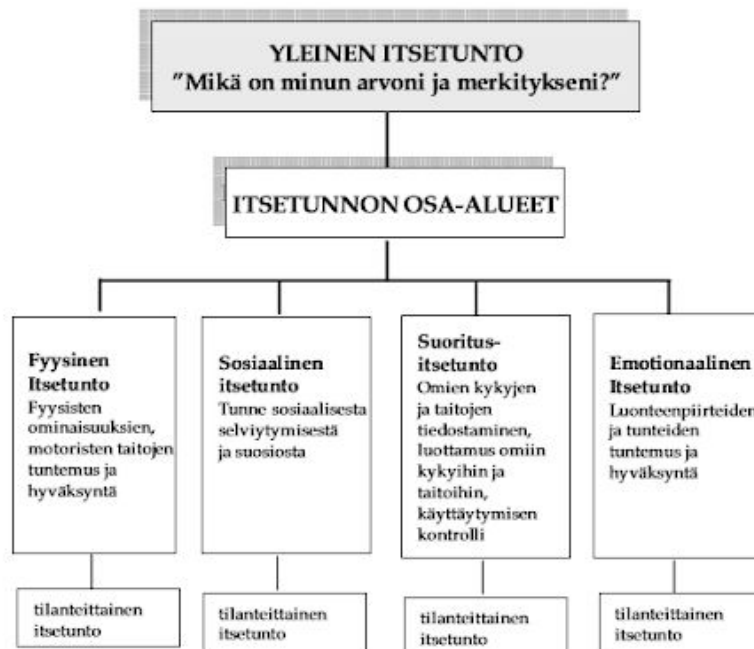 YLEINEN ITSETUNTO
”Mikä on minun arvoni ja merkitykseni?”
ITSETUNNON OSA-ALUEET
Fyysinen
Itsetunto
Fyysisten
ominaisuuksien,
motoristen taitojen
tuntemus ja
hyväksyntä
Sosiaalinen
itsetunto
Tunne sosiaalisesta
selviytymisestä
ja suosiosta
Suoritus-
itsetunto
Omien kykyjen
ja taitojen
tiedostaminen,
luottamus omiin
kykyihin ja
taitoihin,
käyttäytymisen
kontrolli
Emotionaalinen
Itsetunto
Luonteenpiirteiden
ja tunteiden
tuntemus ja
hyväksyntä
tilanteittainen
itsetunto
tilanteittainen
itsetunto
tilanteittainen
itsetunto
tilanteittainen
itsetunto